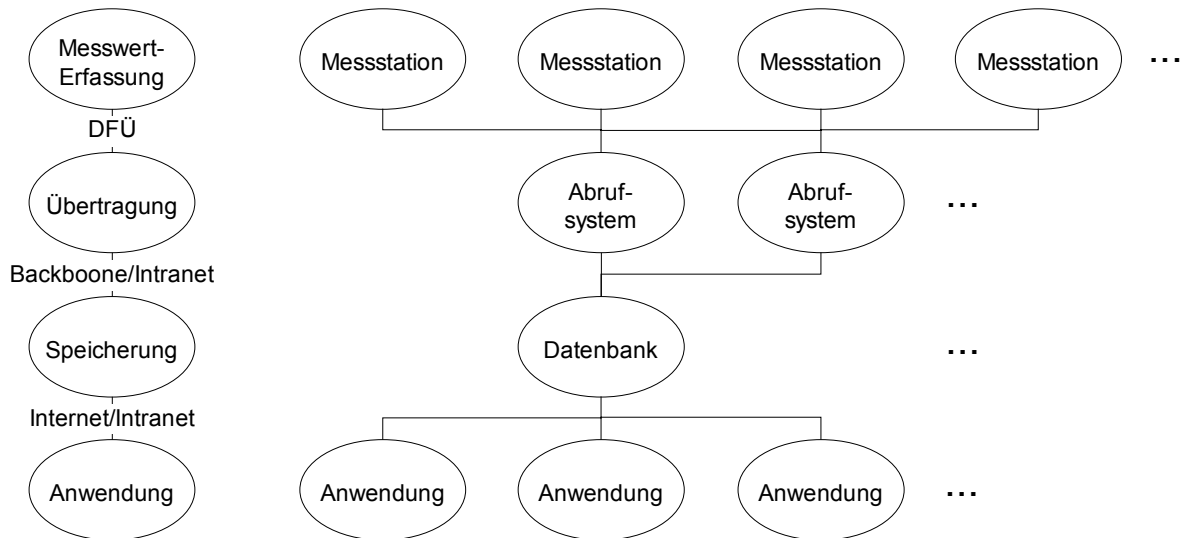 Messwert-
Erfassung
Messstation
Messstation
Messstation
Messstation
...
DFÜ
Übertragung
Abruf-
system
Abruf-
system
...
Backboone/Intranet
Speicherung
Datenbank
...
Internet/Intranet
Anwendung
Anwendung
Anwendung
Anwendung
...